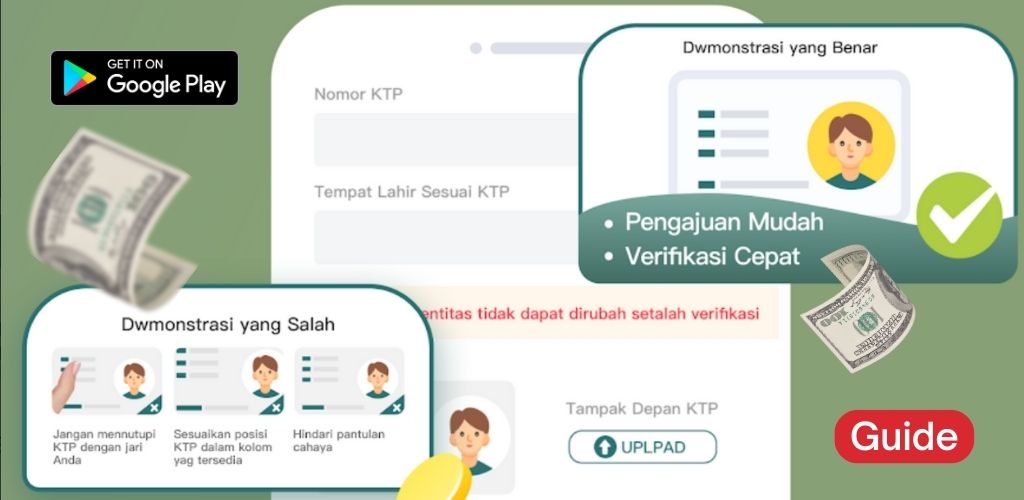 GET IT ON
Google Play
Nomor KTP
Tempat Lahir Sesuai KTP
Dwmonstrasi yang Benar
• Pengajuan Mudah
• Verifikasi Cepat
entitas tidak dapat dirubah setalah verifikasi
Dwmonstrasi yang Salah
Jangan mennutupi
KTP dengan jari
Anda
Sesuaikan posisi
KTP dalam kolom
yag tersedia
Hindari pantulan
cahaya
Tampak Depan KTP
UPLPAD
Guide